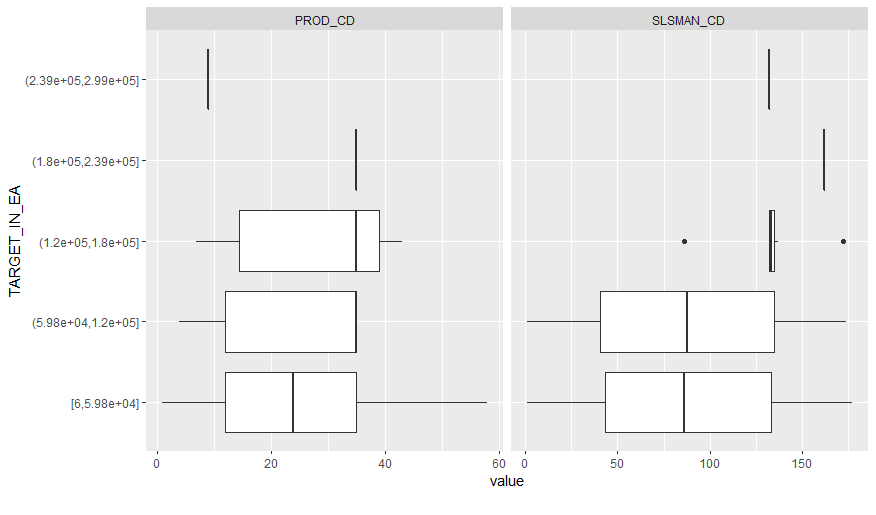 PROD_CD SLSMAN_CD
TARGET_IN_EA
(2.39e+05,2.99e+05]
(1.8e+05,2.39e+05]
(1.2e+05,1.8e+05]
(5.98e+04,1.2e+05]
[6,5.98e+04]
0 20 40 60 0 50 100 150
value